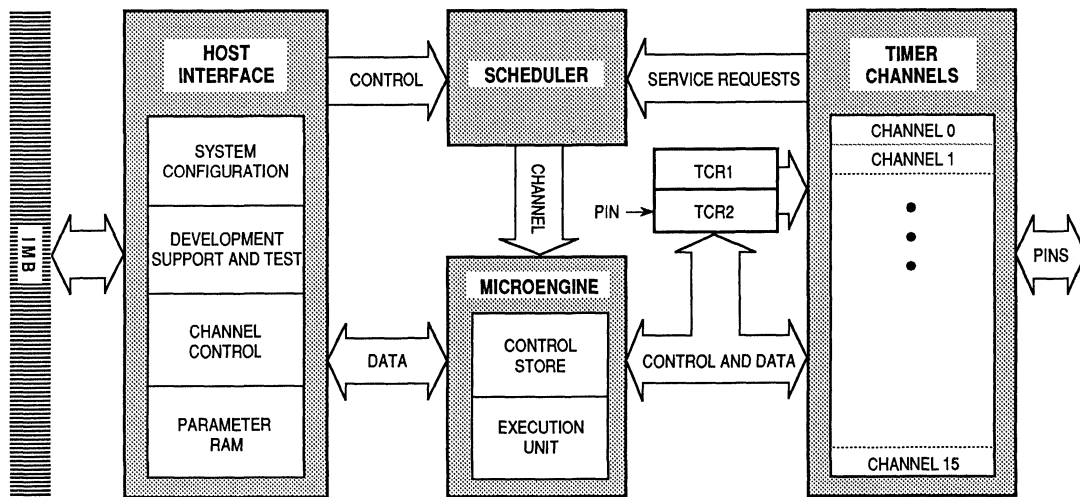 IMB
HOST
INTERFACE
SYSTEM
CONFIGURATION
DEVELOPMENT
SUPPORT AND TEST
CHANNEL
CONTROL
PARAMETER
RAM
CONTROL
DATA
SCHEDULER
CHANNEL
MICROENGINE
CONTROL
STORE
EXECUTION
UNIT
SERVICE REQUESTS
TCR1
PIN
TCR2
CONTROL AND DATA
TIMER
CHANNELS
CHANNEL 0
CHANNEL 1
CHANNEL 15
PINS